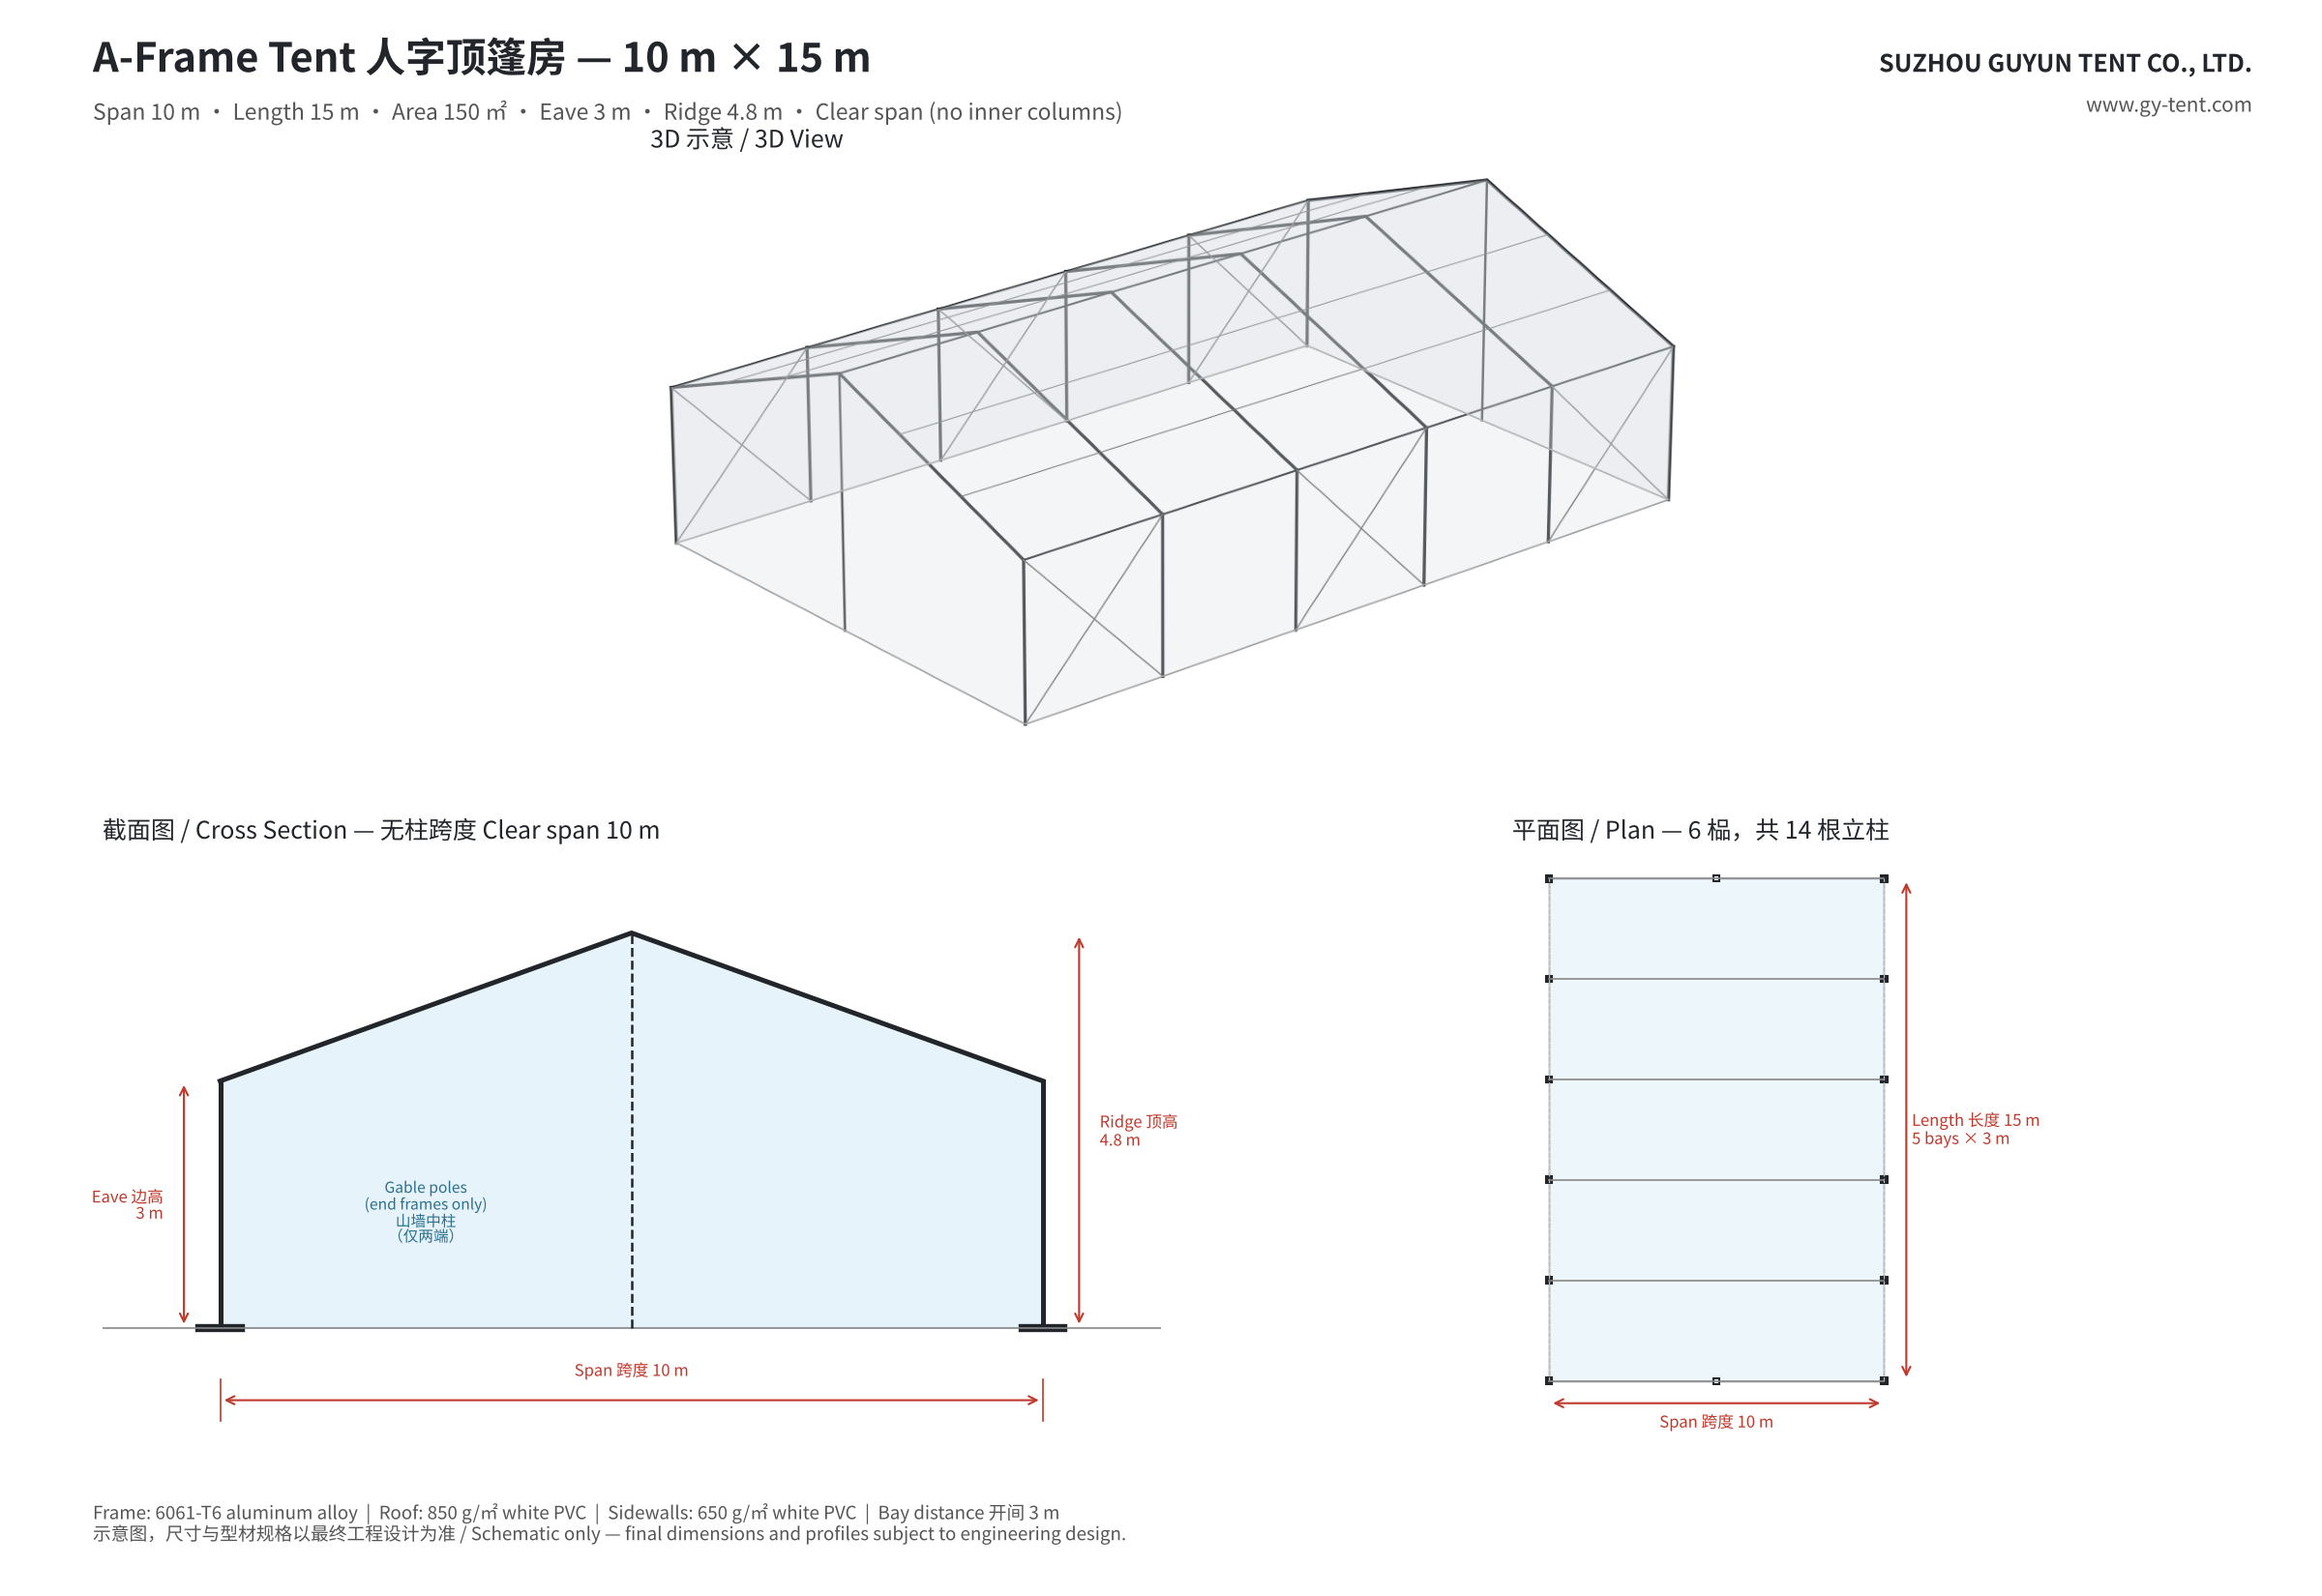 A-Frame Tent 人字顶篷房 — 10 m × 15 m
SUZHOU GUYUN TENT CO., LTD.
Span 10 m · Length 15 m · Area 150 ㎡ · Eave 3 m · Ridge 4.8 m · Clear span (no inner columns)
www.gy-tent.com
3D 示意 / 3D View
截面图 / Cross Section — 无柱跨度 Clear span 10 m
平面图 / Plan — 6 榀，共 14 根立柱
Ridge 顶高
4.8 m
Length 长度 15 m
5 bays × 3 m
Eave 边高
3 m
Gable poles
(end frames only)
山墙中柱
（仅两端）
Span 跨度 10 m
Span 跨度 10 m
Frame: 6061-T6 aluminum alloy | Roof: 850 g/㎡ white PVC | Sidewalls: 650 g/㎡ white PVC | Bay distance 开间 3 m
示意图，尺寸与型材规格以最终工程设计为准 / Schematic only — final dimensions and profiles subject to engineering design.